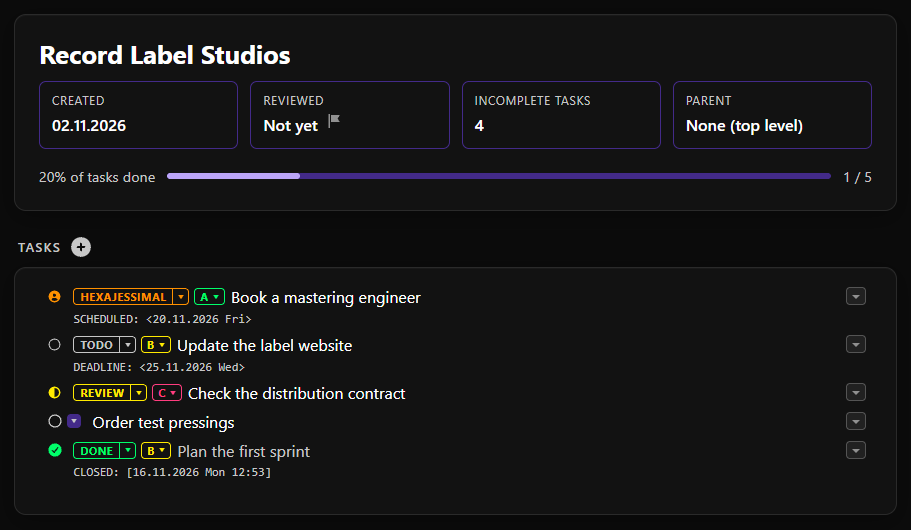 Record Label Studios
CREATED
02.11.2026
REVIEWED
Not yet
INCOMPLETE TASKS
4
PARENT
None (top level)
20% of tasks done 1 / 5
TASKS
HEXAJESSIMAL A Book a mastering engineer
SCHEDULED: <20.11.2026 Fri>
TODO B Update the label website
DEADLINE: <25.11.2026 Wed>
REVIEW C Check the distribution contract
Order test pressings
DONE B Plan the first sprint
CLOSED: [16.11.2026 Mon 12:53]